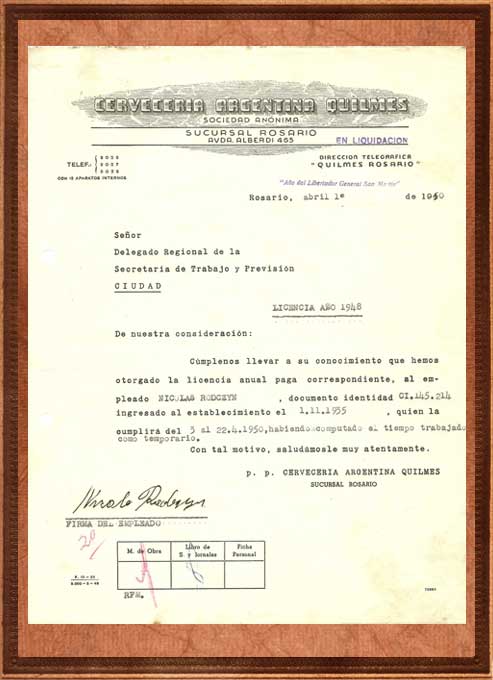 CERVECERIA ARGENTINA QUILMES
SOCIEDAD ANÓNIMA
SUCURSAL ROSARIO
AVDA. ALBERDI 465
EN LIQUIDACION
TELEF.:
CON 12 APARATOS INTERNOS
DIRECCION TELEGRAFICA
"QUILMES ROSARIO"
"Año del Libertador General San Martín"
Rosario, abril 1º de 1950
Señor
Delegado Regional de la
Secretaría de Trabajo y Previsión
CIUDAD
LICENCIA AÑO 1948
De nuestra consideración:
Cúmplenos llevar a su conocimiento que hemos
otorgado la licencia anual paga correspondiente, al em-
pleado NICOLAS RODCZYN , documento identidad CI.145.214
ingresado al establecimiento el 1.11.1935 , quien la
cumplirá del 3 al 22.4.1950,habiendo computado el tiempo trabajado
como temporario.
Con tal motivo, saludámosle muy atentamente.
p. p. CERVECERIA ARGENTINA QUILMES
SUCURSAL ROSARIO
FIRMA DEL EMPLEADO
20
M. de Obra Libro de S. y Jornales Ficha Personal
RFM.